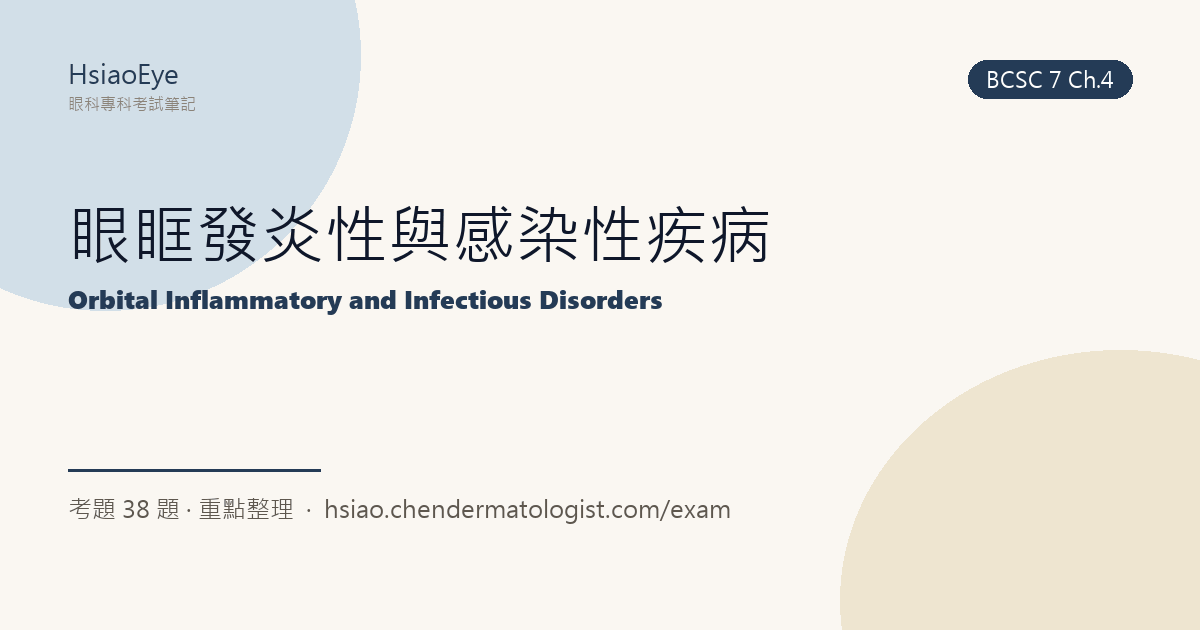 HsiaoEye
眼科專科考試筆記
BCSC 7 Ch.4
眼眶發炎性與感染性疾病
Orbital Inflammatory and Infectious Disorders
考題 38 題 · 重點整理 · hsiao.chendermatologist.com/exam